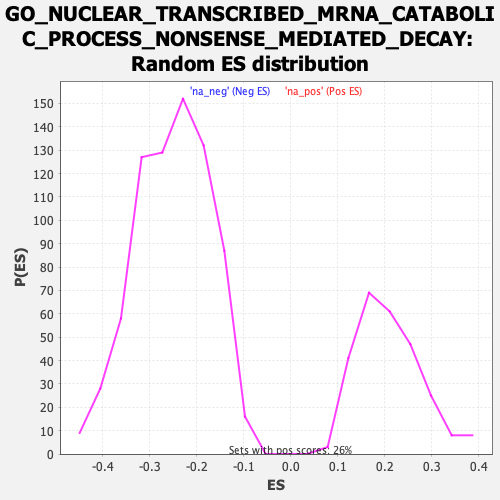 GO_NUCLEAR_TRANSCRIBED_MRNA_CATABOLI
C_PROCESS_NONSENSE_MEDIATED_DECAY:
Random ES distribution
'na_neg' (Neg ES) 'na_pos' (Pos ES)
150
140
130
120
110
100
90
80
70
60
50
40
30
20
10
0
P(ES)
Sets with pos scores: 26%
-0.4 -0.3 -0.2 -0.1 0.0 0.1 0.2 0.3 0.4
ES